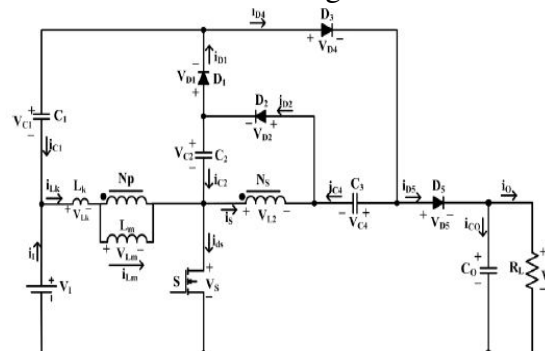 i_D4
D_3
+ V_D4 -
i_D1
-
V_D1 D_1
+
D_2
i_D2
- +
V_D2
+
V_C1 C_1
-
i_C1
+
V_C2 C_2
-
i_C2
i_Lk L_k
+ V_Lk -
Np
N_S
i_S
+ V_L2 -
i_C4 C_3
- +
V_C4
i_D5 D_5
+ V_D5 -
i_O
L_m
+ V_Lm -
i_Lm
i_ds
i_CO
i_I
+
V_I
-
S
+
V_S
-
+
C_O
-
R_L
+
V
-